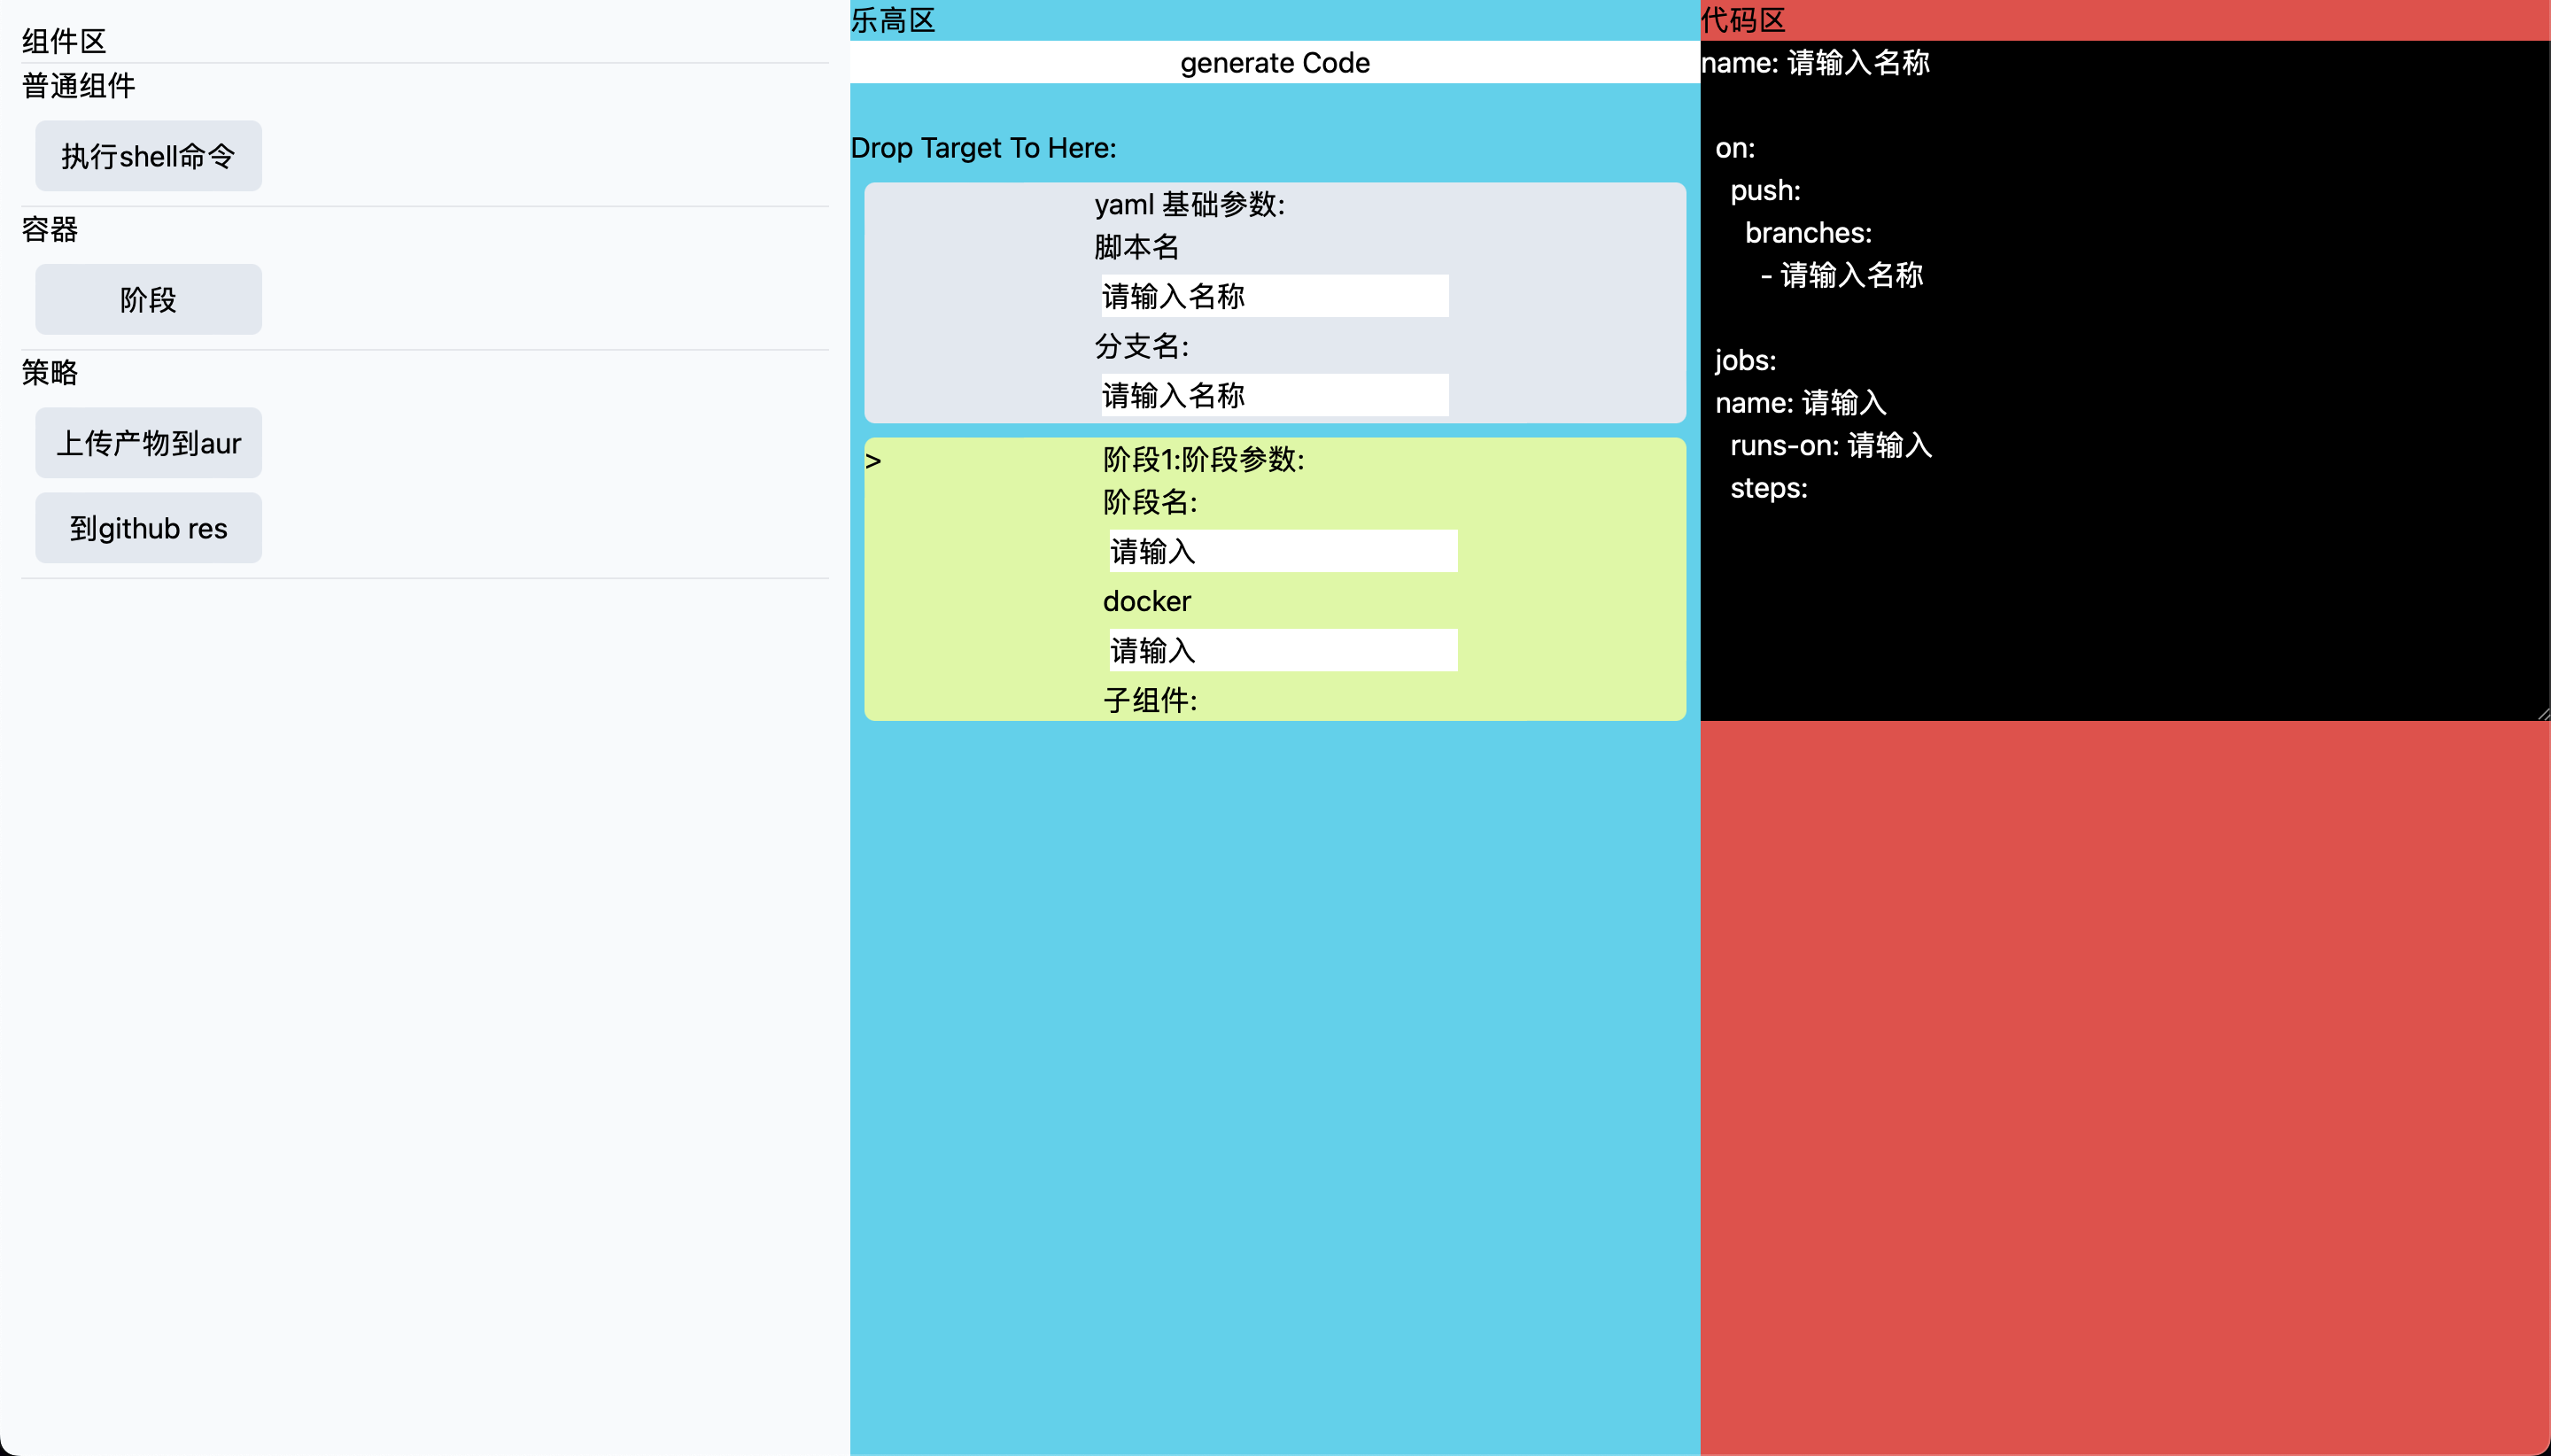 组件区
普通组件
执行shell命令
容器
阶段
策略
上传产物到aur
到github res
乐高区
generate Code
Drop Target To Here:
yaml 基础参数:
脚本名
请输入名称
分支名:
请输入名称
>
阶段1:阶段参数:
阶段名:
请输入
docker
请输入
子组件:
代码区
name: 请输入名称
on:
push:
branches:
- 请输入名称
jobs:
name: 请输入
runs-on: 请输入
steps: